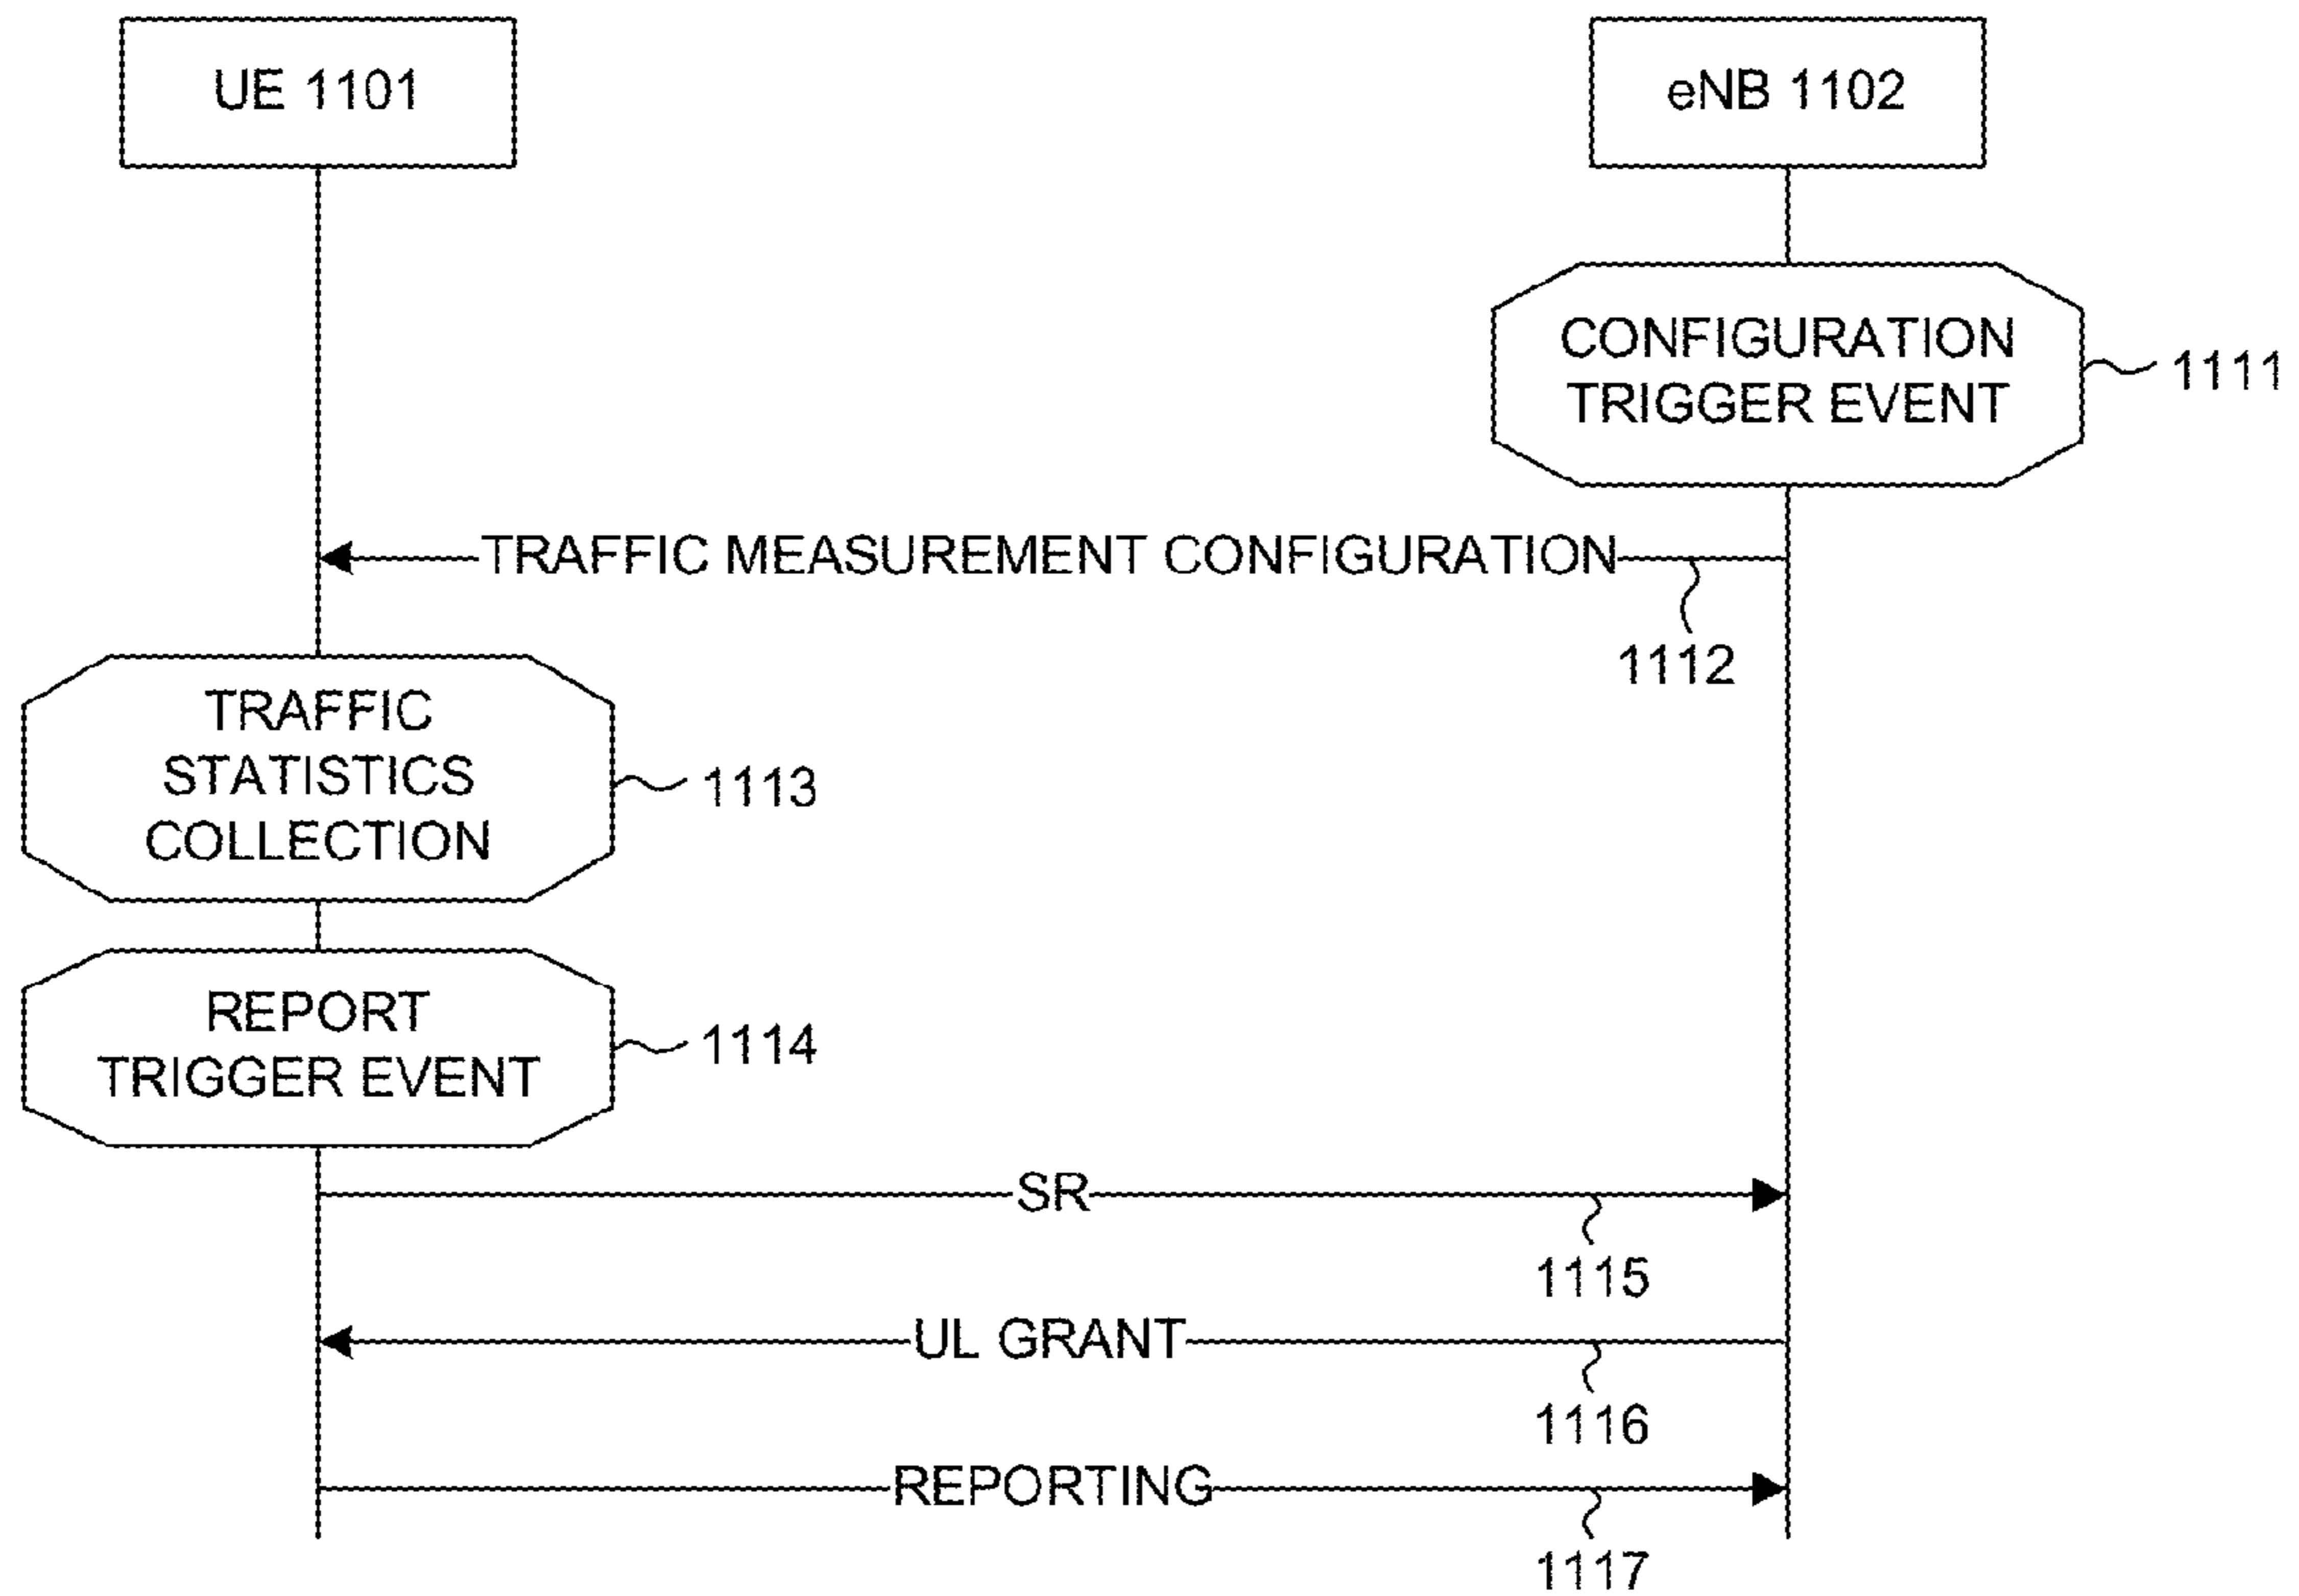 UE 1101
eNB 1102
CONFIGURATION
TRIGGER EVENT
1111
TRAFFIC MEASUREMENT CONFIGURATION
1112
TRAFFIC
STATISTICS
COLLECTION
1113
REPORT
TRIGGER EVENT
1114
SR
1115
UL GRANT
1116
REPORTING
1117